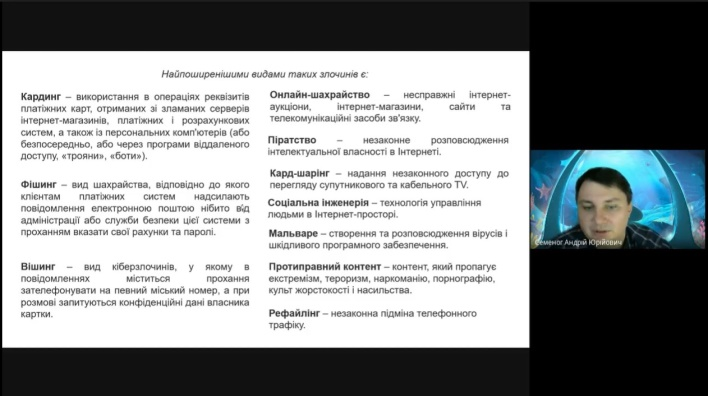 Найпоширенішими видами таких злочинів є:
Кардинг – використання в операціях реквізитів
платіжних карт, отриманих зі зламаних серверів
інтернет-магазинів, платіжних і розрахункових
систем, а також із персональних комп'ютерів (або
безпосередньо, або через програми віддаленого
доступу, «трояни», «боти»).
Фішинг – вид шахрайства, відповідно до якого
клієнтам платіжних систем надсилають
повідомлення електронною поштою нібито від
адміністрації або служби безпеки цієї системи з
проханням вказати свої рахунки та паролі.
Вішинг – вид кіберзлочинів, у якому в
повідомленнях міститься прохання
зателефонувати на певний міський номер, а при
розмові запитуються конфіденційні дані власника
картки.
Онлайн-шахрайство – несправжні інтернет-
аукціони, інтернет-магазини, сайти та
телекомунікаційні засоби зв'язку.
Піратство – незаконне розповсюдження
інтелектуальної власності в Інтернеті.
Кард-шарінг – надання незаконного доступу до
перегляду супутникового та кабельного TV.
Соціальна інженерія – технологія управління
людьми в Інтернет-просторі.
Мальваре – створення та розповсюдження вірусів і
шкідливого програмного забезпечення.
Протиправний контент – контент, який пропагує
екстремізм, тероризм, наркоманію, порнографію,
культ жорстокості і насильства.
Рефайлінг – незаконна підміна телефонного
трафіку.
Семеног Андрій Юрійович